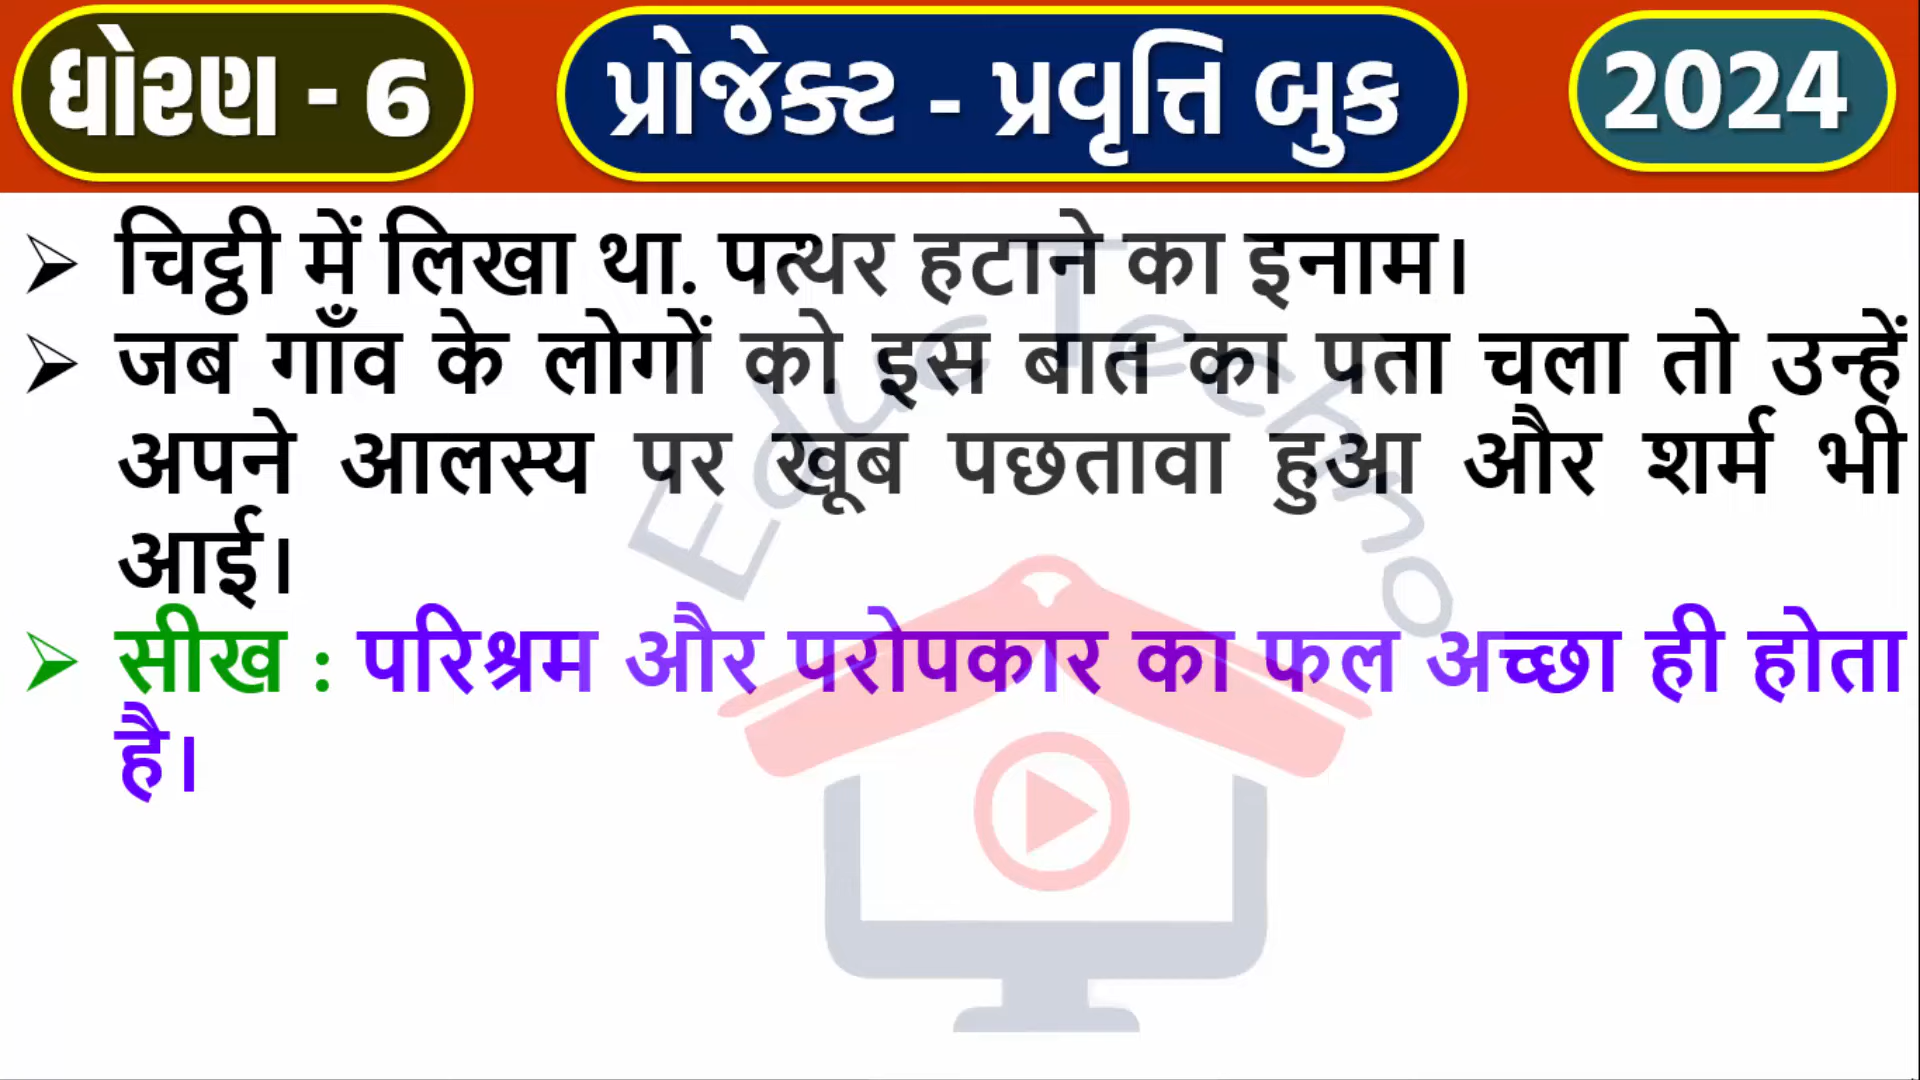 ધોરણ - 6
પ્રોજેક્ટ - પ્રવૃત્તિ બુક
2024
➢ चिट्ठी में लिखा था. पत्थर हटाने का इनाम।
➢ जब गाँव के लोगों को इस बात का पता चला तो उन्हें
अपने आलस्य पर खूब पछतावा हुआ और शर्म भी
आई।
➢ सीख : परिश्रम और परोपकार का फल अच्छा ही होता
है।
EducTechno